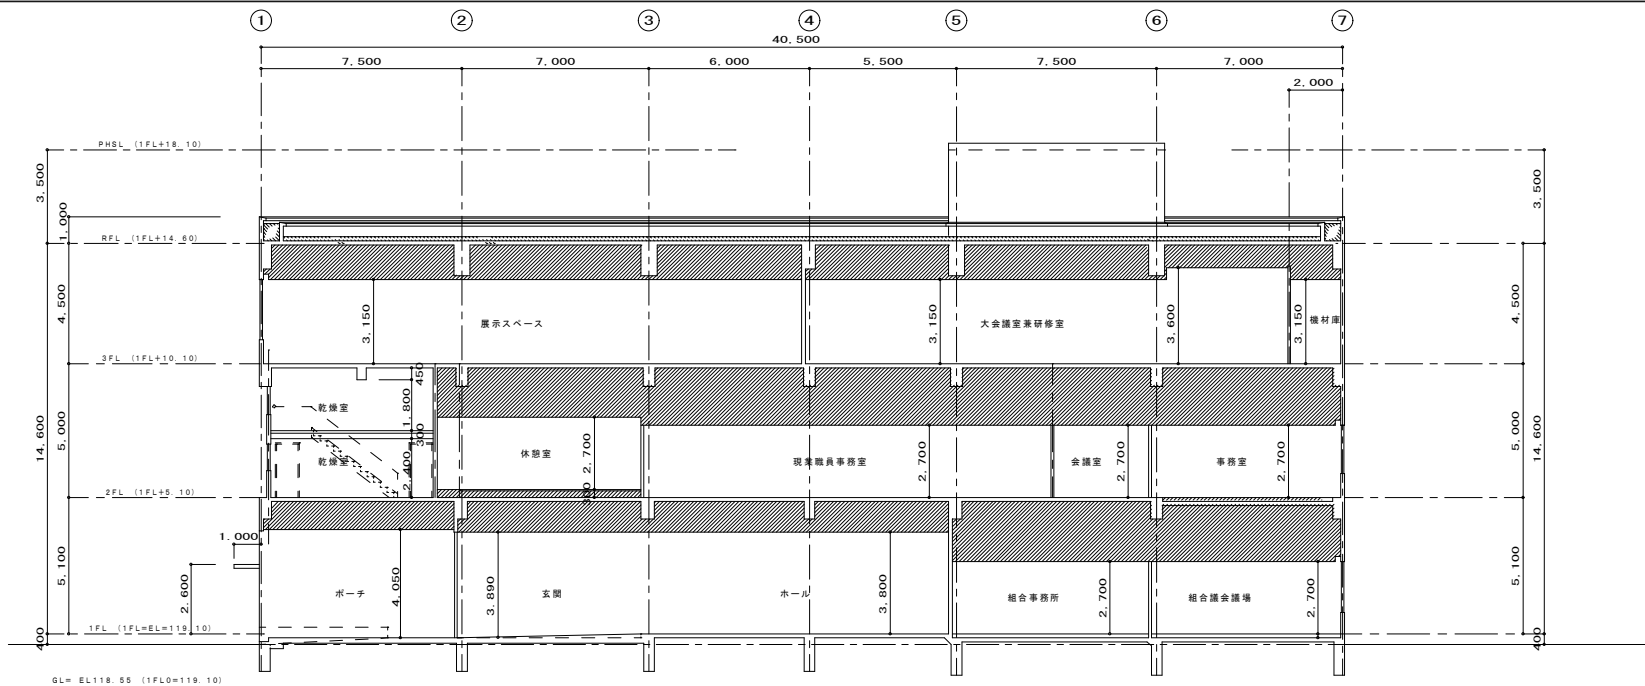 1 2 3 4 5 6 7
40,500
7,500 7,000 6,000 5,500 7,500 7,000
2,000
PHSL (1FL+18.10)
3,500 3,500
1,000
RFL (1FL+14.60)
4,500 3,150 展示スペース 3,150 大会議室兼研修室 3,600 3,150 機材庫 4,500
3FL (1FL+10.10)
450
乾燥室 1,800
300
14,600 5,000 乾燥室 2,400 休憩室 2,700 現業職員事務室 2,700 会議室 2,700 事務室 2,700 5,000 14,600
300
2FL (1FL+5.10)
1,000
5,100 2,600 ポーチ 4,050 3,890 玄関 ホール 3,800 組合事務所 2,700 組合議会議場 2,700 5,100
1FL (1FL=EL=119.10)
400 400
GL= EL118.55 (1FL0=119.10)